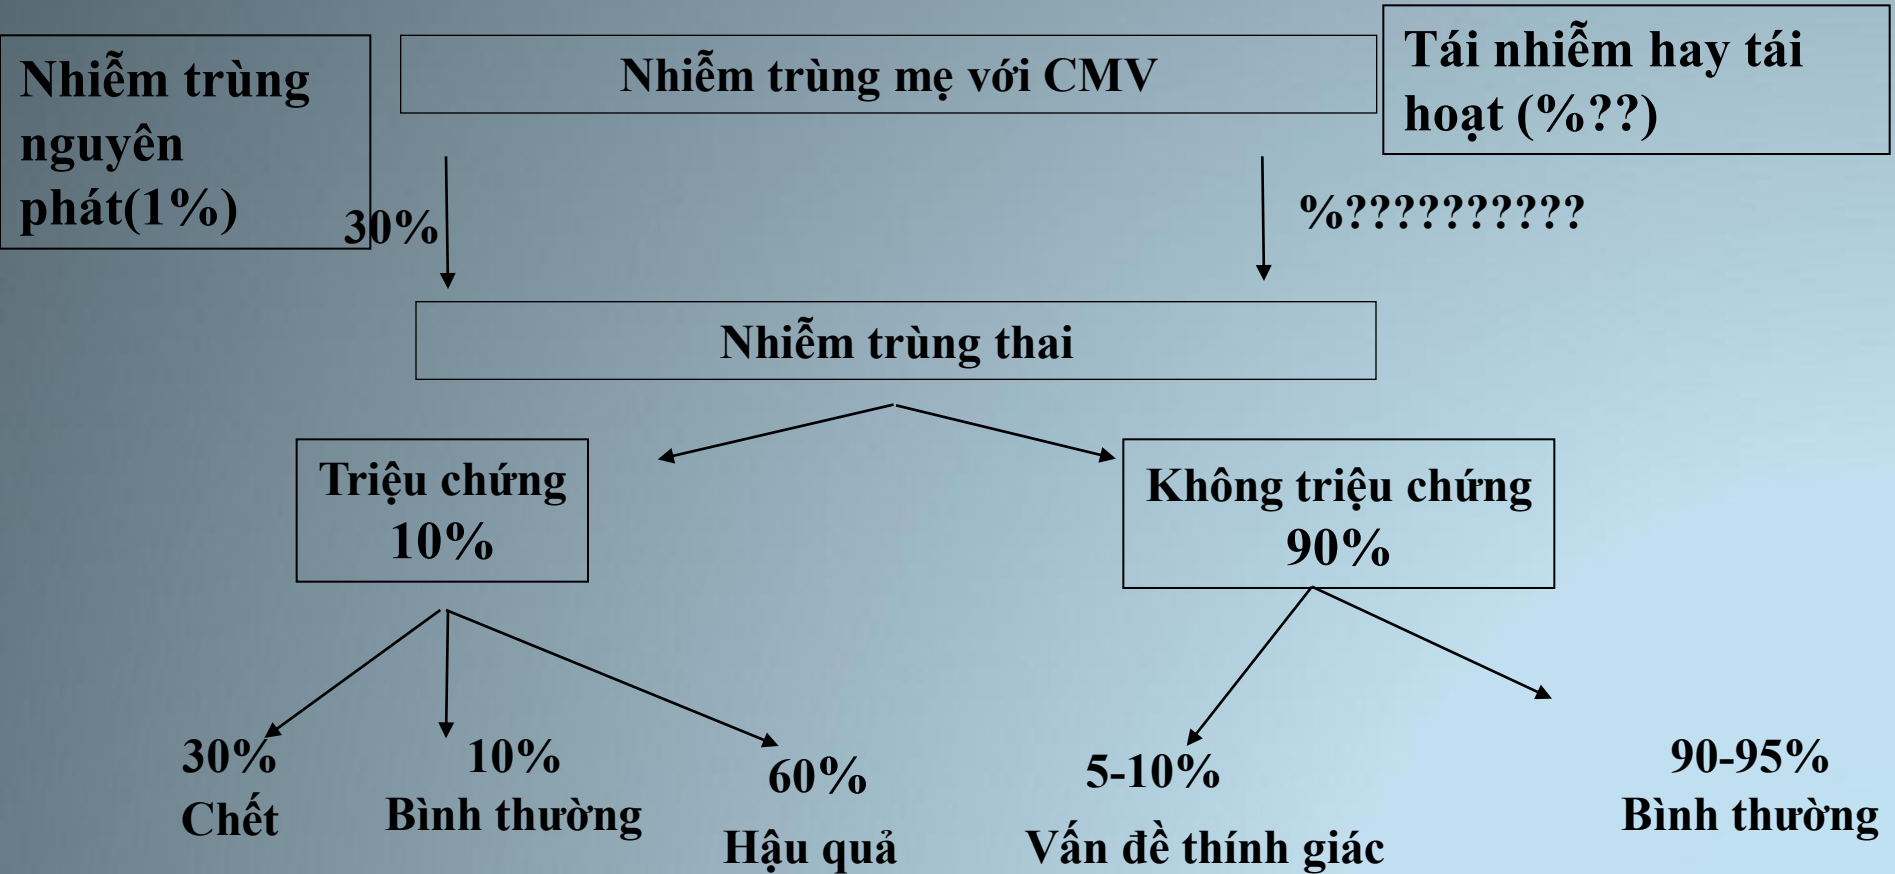 Nhiễm trùng
nguyên
phát(1%)
Nhiễm trùng mẹ với CMV
Tái nhiễm hay tái
hoạt (%??)
30%
%??????????
Nhiễm trùng thai
Triệu chứng
10%
Không triệu chứng
90%
30%
Chết
10%
Bình thường
60%
Hậu quả
5-10%
Vấn đề thính giác
90-95%
Bình thường